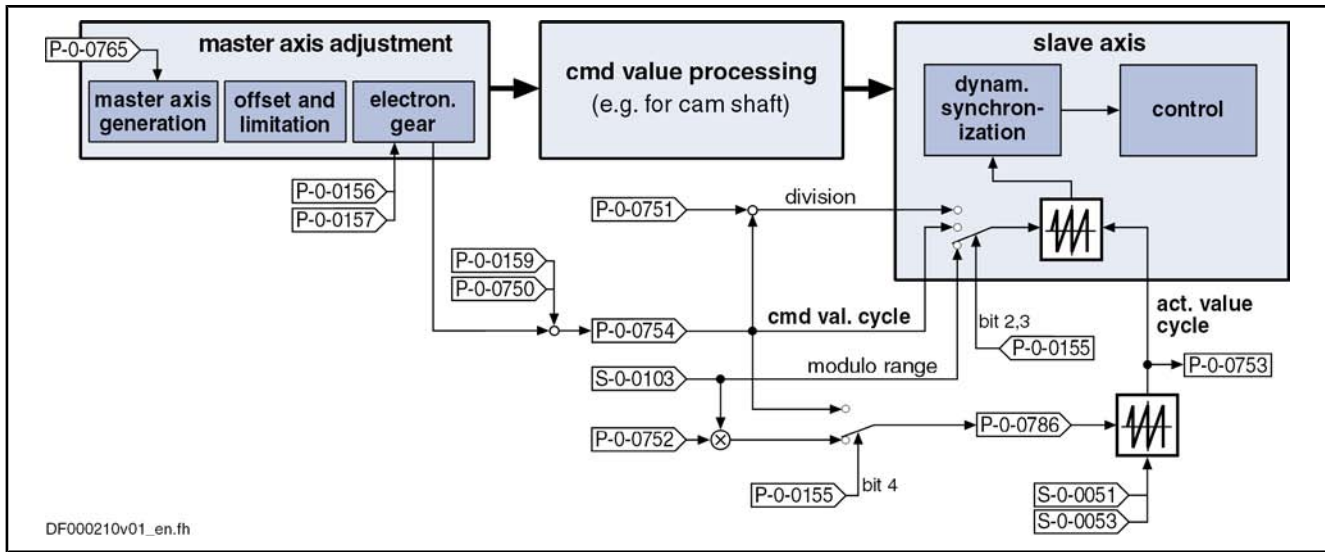 master axis adjustment
P-0-0765
master axis
generation
offset and
limitation
electron.
gear
cmd value processing
(e.g. for cam shaft)
slave axis
dynam.
synchron-
ization
control
P-0-0156
P-0-0157
P-0-0751
division
P-0-0159
P-0-0750
P-0-0754
cmd val. cycle
bit 2,3
P-0-0155
act. value
cycle
P-0-0753
S-0-0103
modulo range
P-0-0752
P-0-0786
P-0-0155
bit 4
S-0-0051
S-0-0053
DF000210v01_en.fh